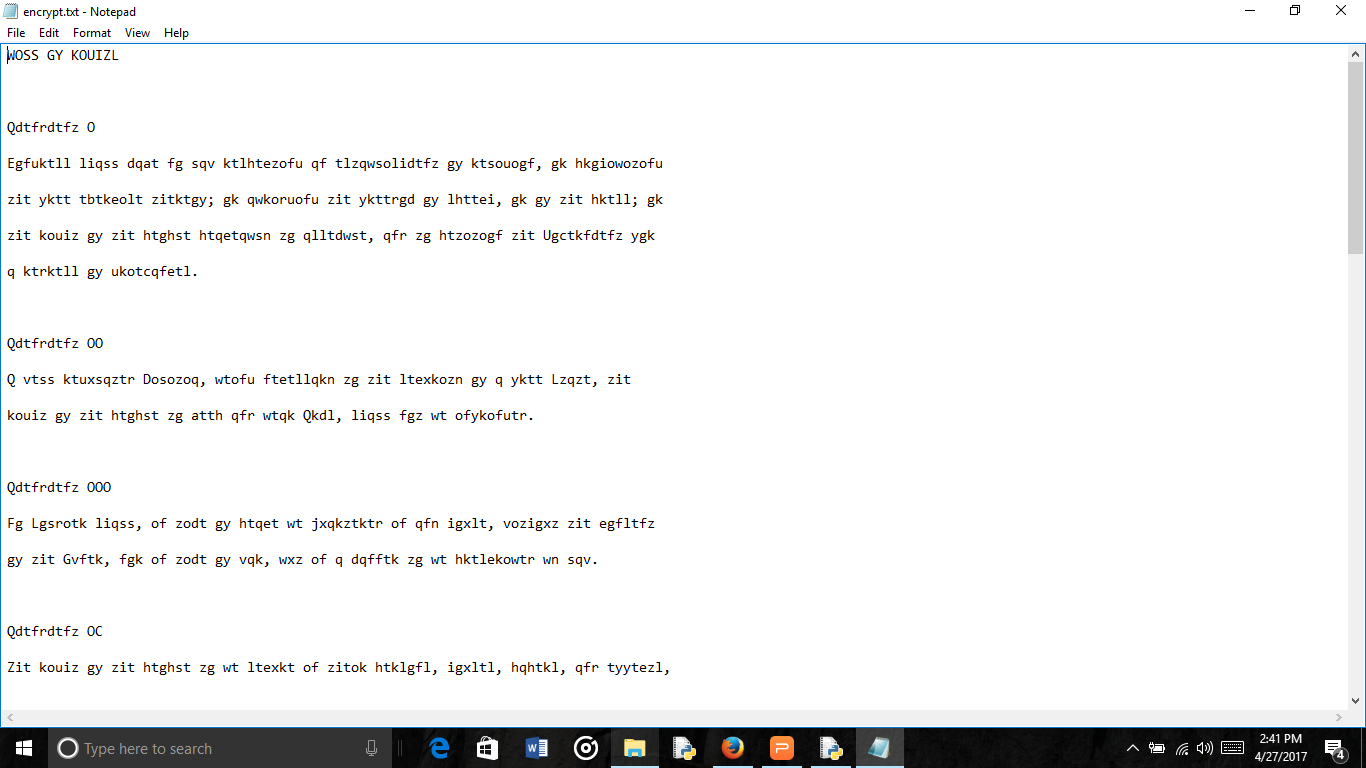 encrypt.txt - Notepad
File Edit Format View Help
WOSS GY KOUIZL
Qdtfrdtfz O
Egfuktll liqss dqat fg sqv ktlhtezofu qf tlzqwsolidtfz gy ktsouogf, gk hkgiowozofu
zit yktt tbtkeolt zitktgy; gk qwkoruofu zit ykttrgd gy lhttei, gk gy zit hktll; gk
zit kouiz gy zit htghst htqetqwsn zg qlltdwst, qfr zg htzozogf zit Ugctkfdtfz ygk
q ktrktll gy ukotcqfetl.
Qdtfrdtfz OO
Q vtss ktuxsqztr Dosozoq, wtofu ftetllqkn zg zit ltexkozn gy q yktt Lzqzt, zit
kouiz gy zit htghst zg atth qfr wtqk Qkdl, liqss fgz wt ofykofutr.
Qdtfrdtfz OOO
Fg Lgsrotk liqss, of zodt gy htqet wt jxqkztktr of qfn igxlt, vozigxz zit egfltfz
gy zit Gvftk, fgk of zodt gy vqk, wxz of q dqfftk zg wt hktlekowtr wn sqv.
Qdtfrdtfz OC
Zit kouiz gy zit htghst zg wt ltexkt of zitok htklgfl, igxltl, hqhtkl, qfr tyytezl,
Type here to search
2:41 PM
4/27/2017
4